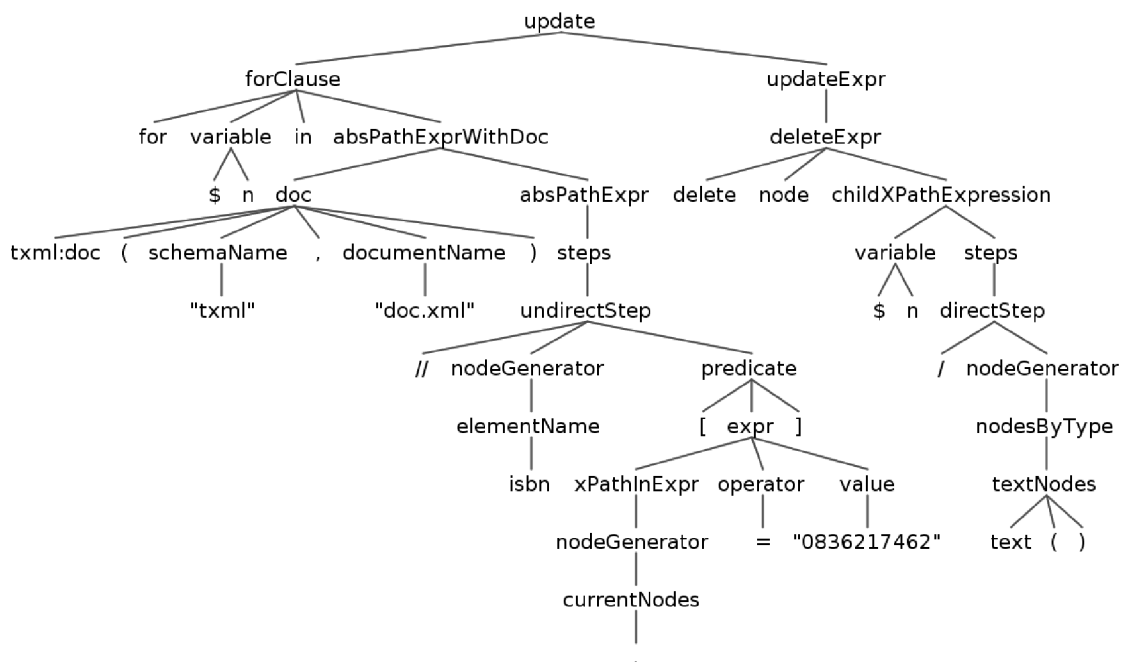 update
forClause updateExpr
for variable in absPathExprWithDoc deleteExpr
$ n doc absPathExpr delete node childXPathExpression
txml:doc ( schemaName , documentName ) steps variable steps
"txml" "doc.xml" undirectStep $ n directStep
// nodeGenerator predicate / nodeGenerator
elementName [ expr ] nodesByType
isbn xPathInExpr operator value textNodes
nodeGenerator = "0836217462" text ( )
currentNodes
.